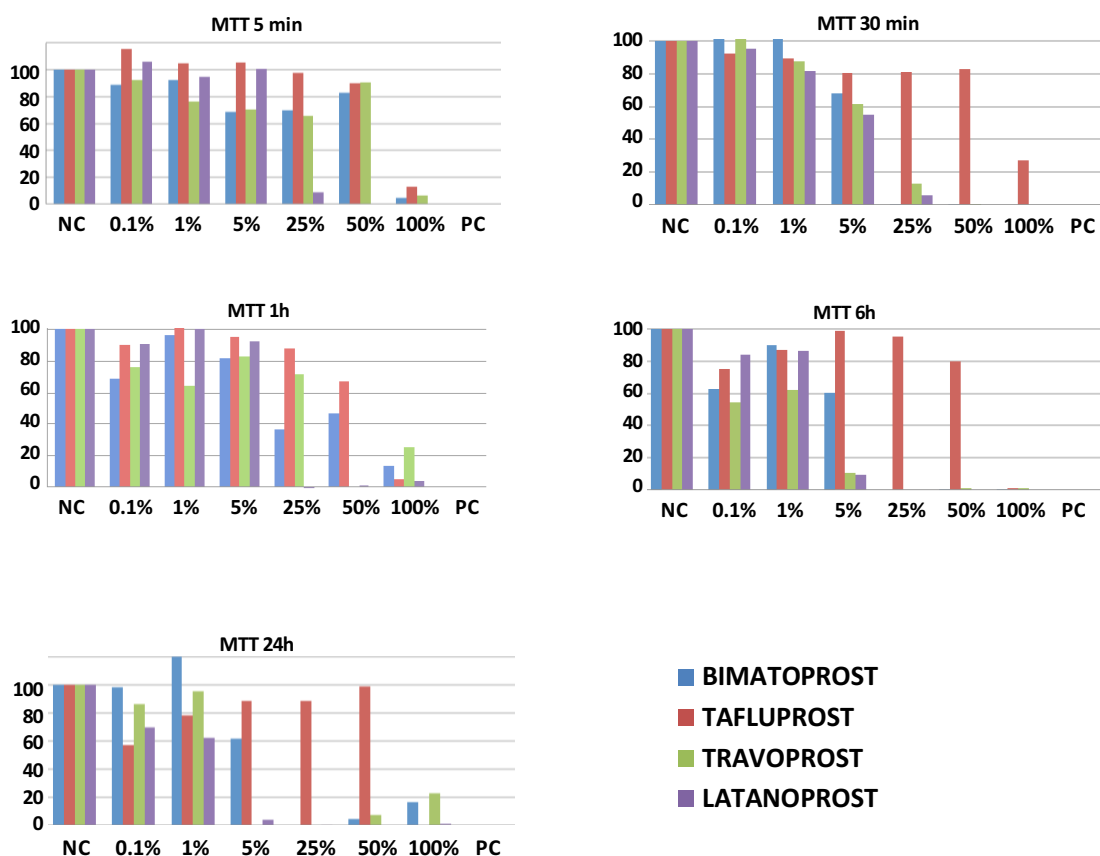 MTT 5 min
100
80
60
40
20
0
NC 0.1% 1% 5% 25% 50% 100% PC
MTT 30 min
100
80
60
40
20
0
NC 0.1% 1% 5% 25% 50% 100% PC
MTT 1h
100
80
60
40
20
0
NC 0.1% 1% 5% 25% 50% 100% PC
MTT 6h
100
80
60
40
20
0
NC 0.1% 1% 5% 25% 50% 100% PC
MTT 24h
100
80
60
40
20
0
NC 0.1% 1% 5% 25% 50% 100% PC
BIMATOPROST
TAFLUPROST
TRAVOPROST
LATANOPROST